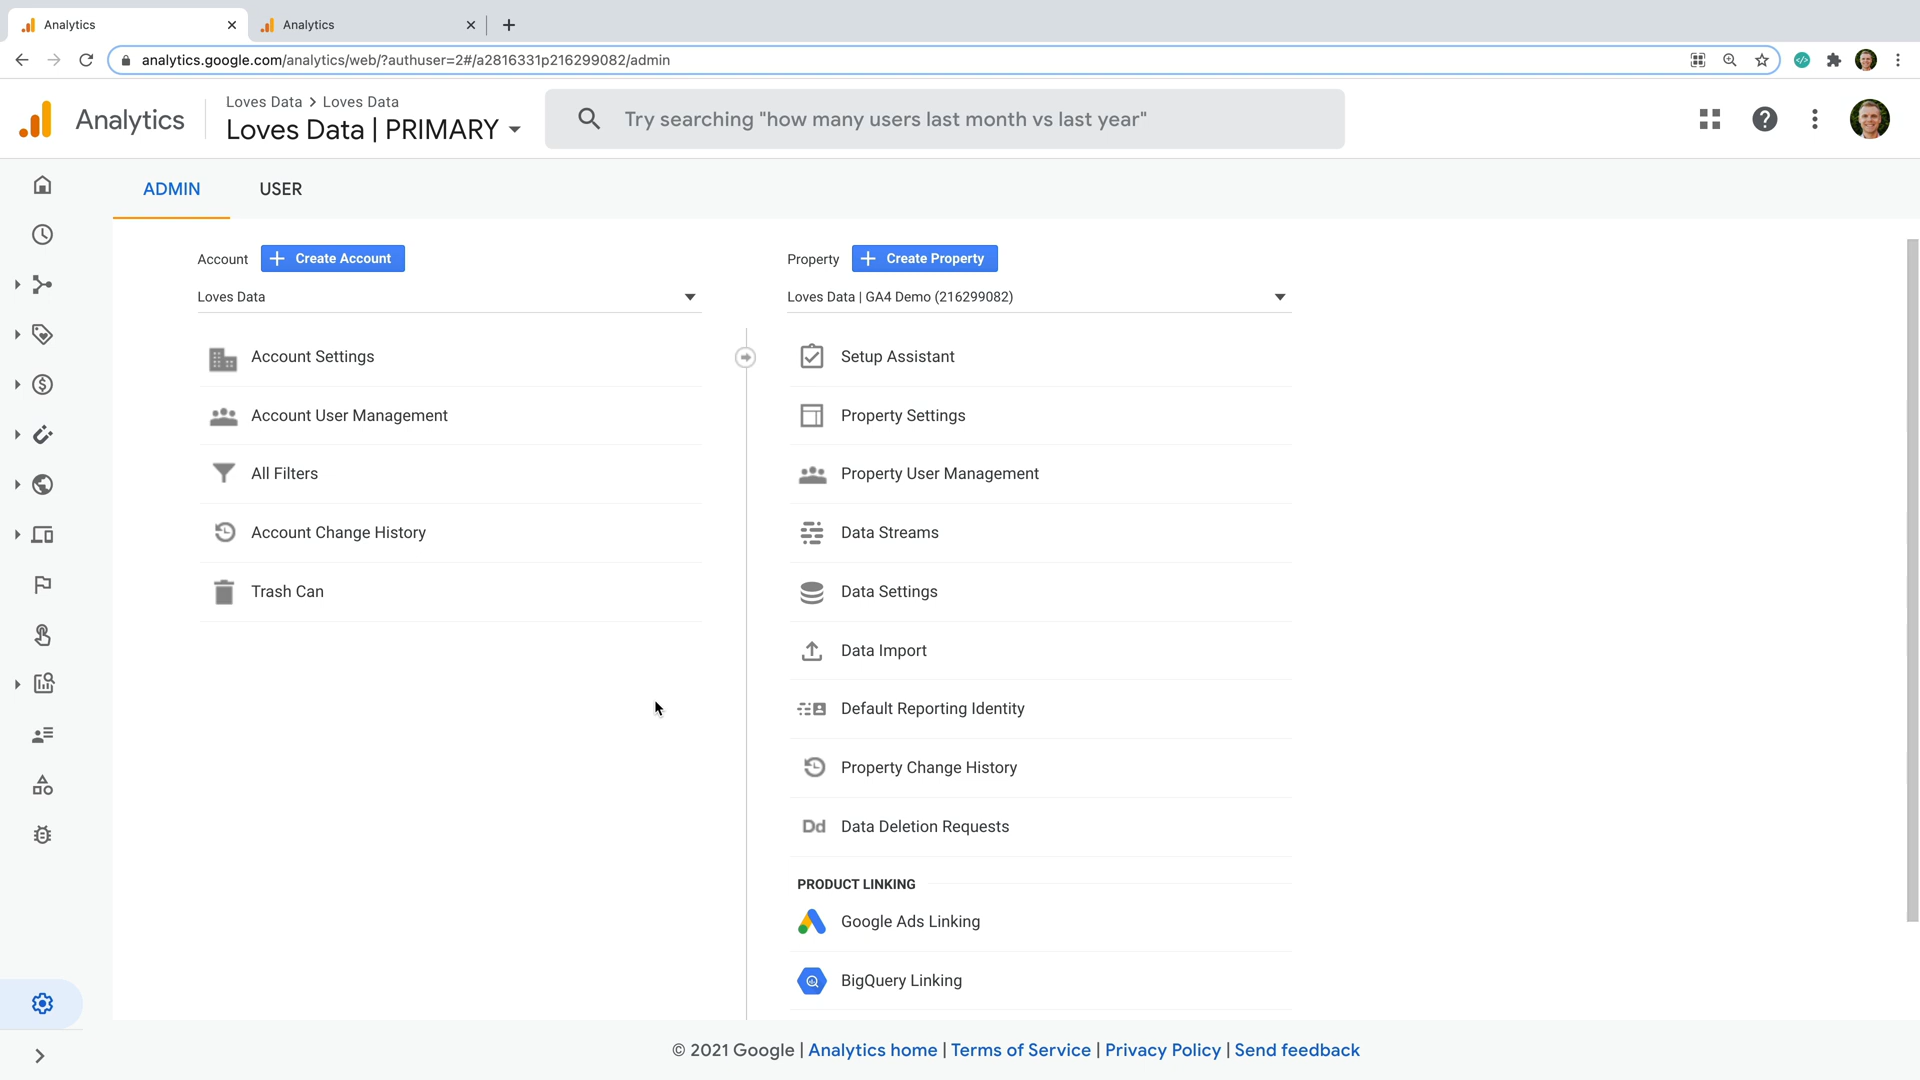 Analytics
Analytics
analytics.google.com/analytics/web/?authuser=2#/a2816331p216299082/admin
Analytics
Loves Data > Loves Data
Loves Data | PRIMARY
Try searching "how many users last month vs last year"
ADMIN
USER
Account
Create Account
Loves Data
Account Settings
Account User Management
All Filters
Account Change History
Trash Can
Property
Create Property
Loves Data | GA4 Demo (216299082)
Setup Assistant
Property Settings
Property User Management
Data Streams
Data Settings
Data Import
Default Reporting Identity
Property Change History
Dd Data Deletion Requests
PRODUCT LINKING
Google Ads Linking
BigQuery Linking
© 2021 Google | Analytics home | Terms of Service | Privacy Policy | Send feedback